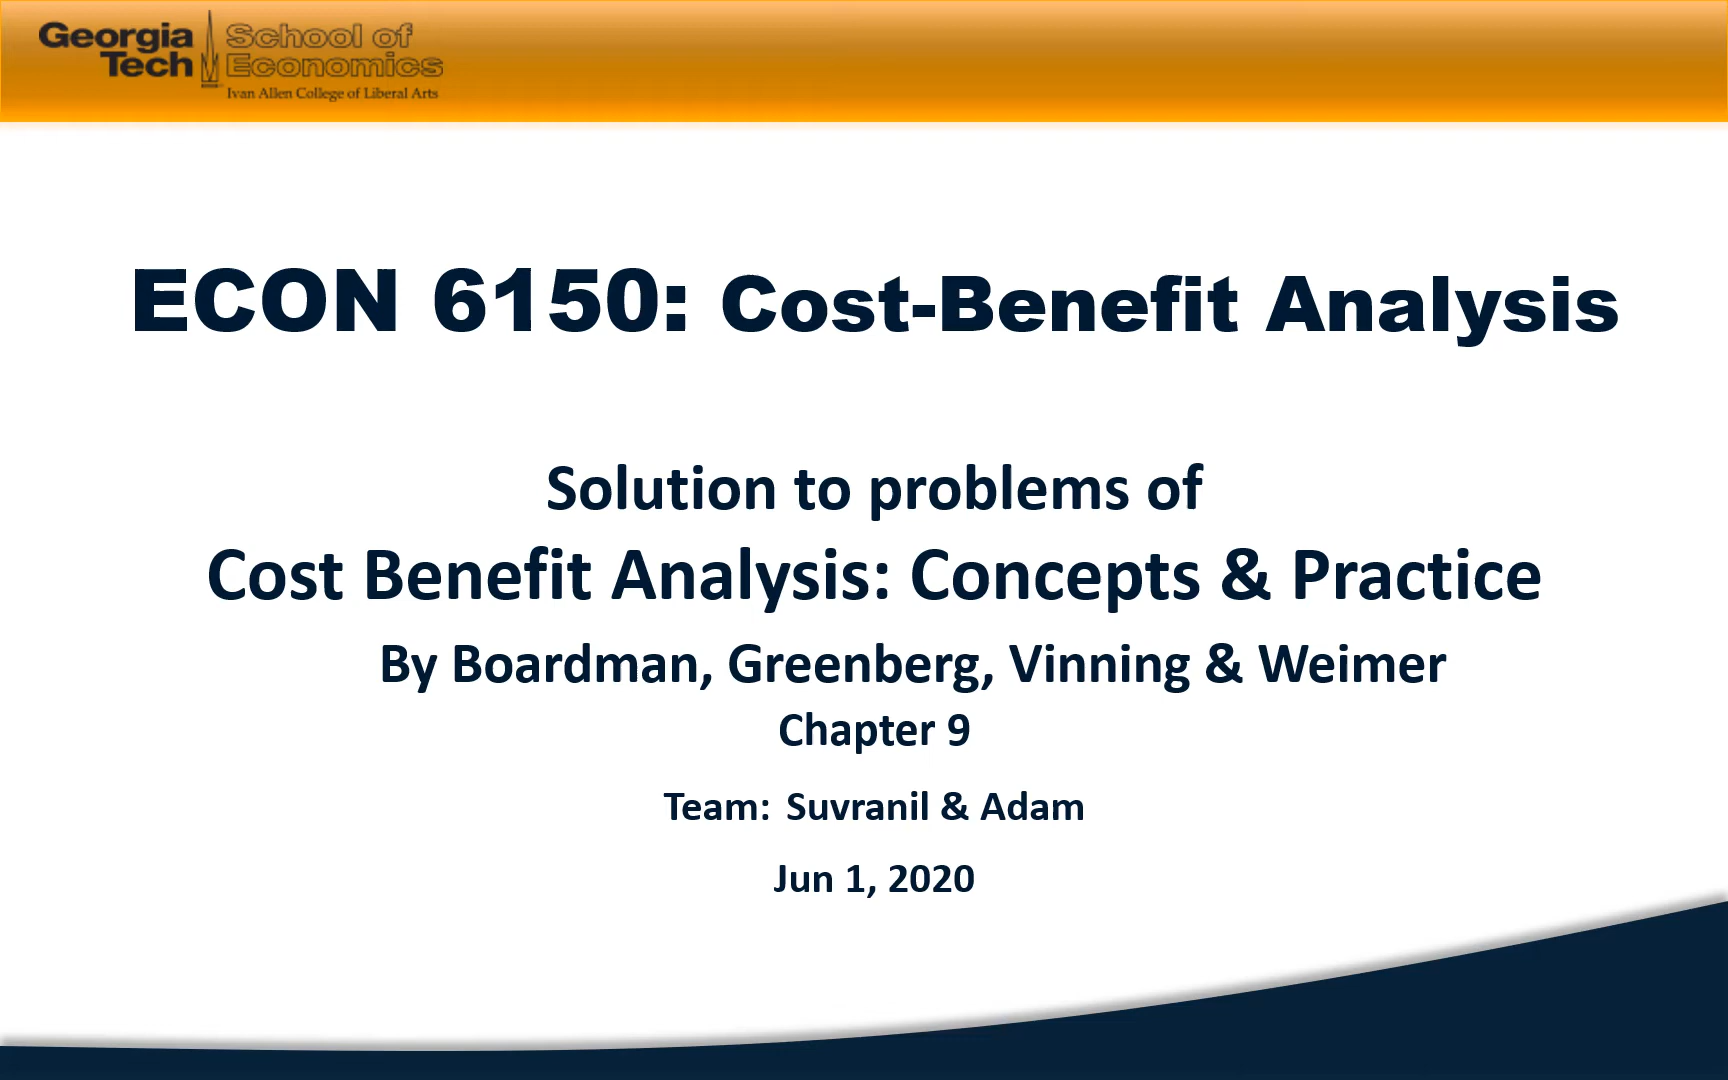 Georgia Tech
School of Economics
Ivan Allen College of Liberal Arts
ECON 6150: Cost-Benefit Analysis
Solution to problems of
Cost Benefit Analysis: Concepts & Practice
By Boardman, Greenberg, Vinning & Weimer
Chapter 9
Team: Suvranil & Adam
Jun 1, 2020